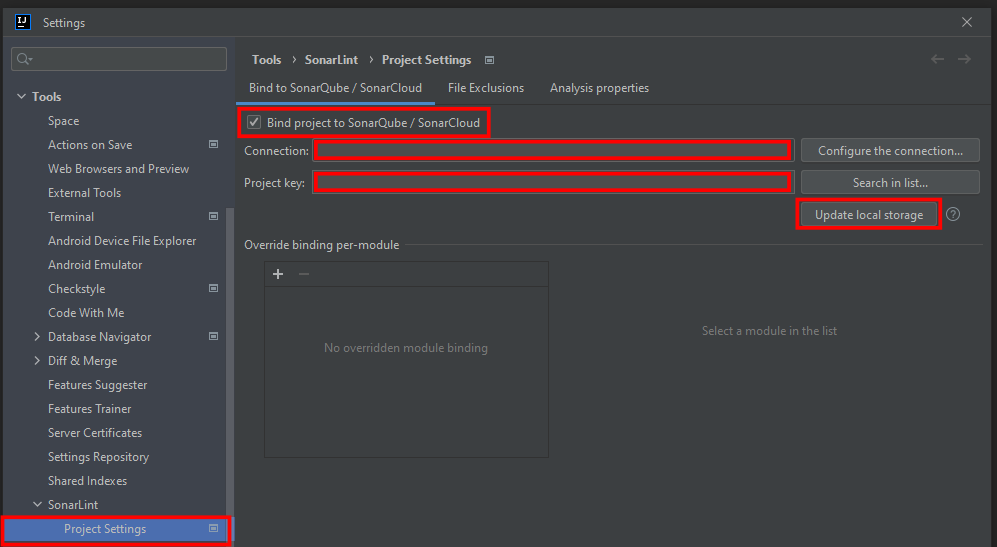 IJ
Settings
Tools
Space
Actions on Save
Web Browsers and Preview
External Tools
Terminal
Android Device File Explorer
Android Emulator
Checkstyle
Code With Me
Database Navigator
Diff & Merge
Features Suggester
Features Trainer
Server Certificates
Settings Repository
Shared Indexes
SonarLint
Project Settings
Tools › SonarLint › Project Settings
Bind to SonarQube / SonarCloud File Exclusions Analysis properties
Bind project to SonarQube / SonarCloud
Connection: Configure the connection...
Project key: Search in list...
Update local storage ?
Override binding per-module
No overridden module binding
Select a module in the list